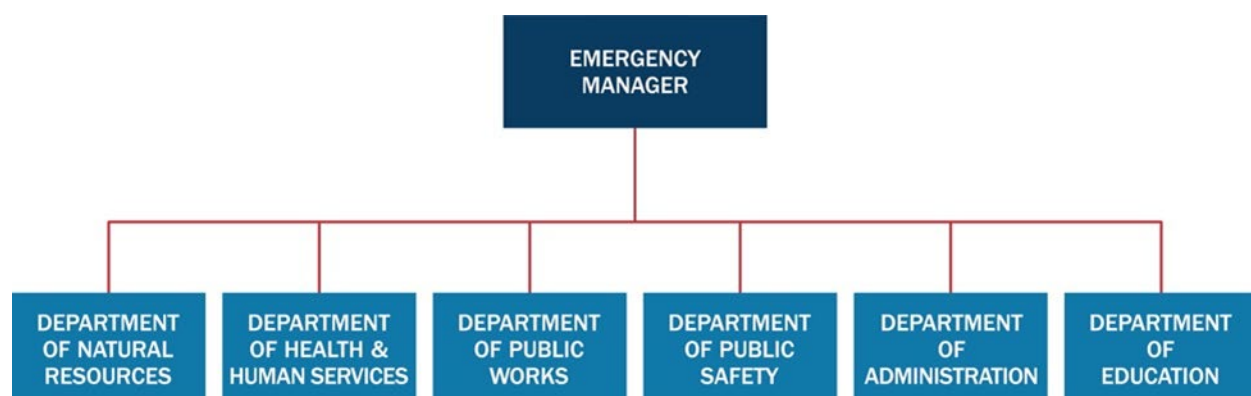 EMERGENCY
MANAGER
DEPARTMENT
OF NATURAL
RESOURCES
DEPARTMENT
OF HEALTH &
HUMAN SERVICES
DEPARTMENT
OF PUBLIC
WORKS
DEPARTMENT
OF PUBLIC
SAFETY
DEPARTMENT
OF
ADMINISTRATION
DEPARTMENT
OF
EDUCATION